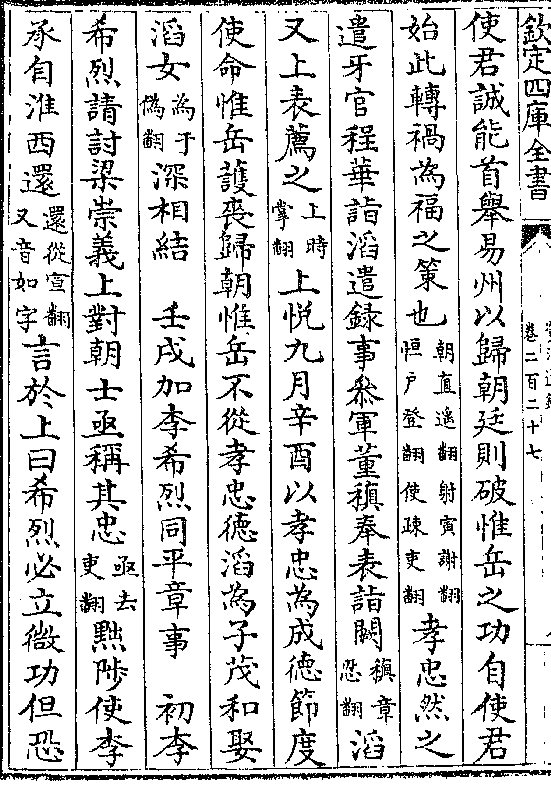 欽定四庫全書
卷二百二十七
使君誠能首舉易州以歸朝廷則破惟岳之功自使君
始此轉禍為福之策也朝直遥翻射寅謝翻恒户登翻使疎吏翻孝忠然之
遣牙官程華詣滔遣録事參軍董稹奉表詣闕稹章忍翻滔
又上表薦之上時掌翻上悦九月辛酉以孝忠為成德節度
使命惟岳護喪歸朝惟岳不從孝忠德滔為子茂和娶
滔女為于偽翻深相結　壬戌加李希烈同平章事　初李
希烈請討梁崇義上對朝士亟稱其忠亟去吏翻黜陟使李
承自淮西還還從宣翻又音如字言於上曰希烈必立微功但恐